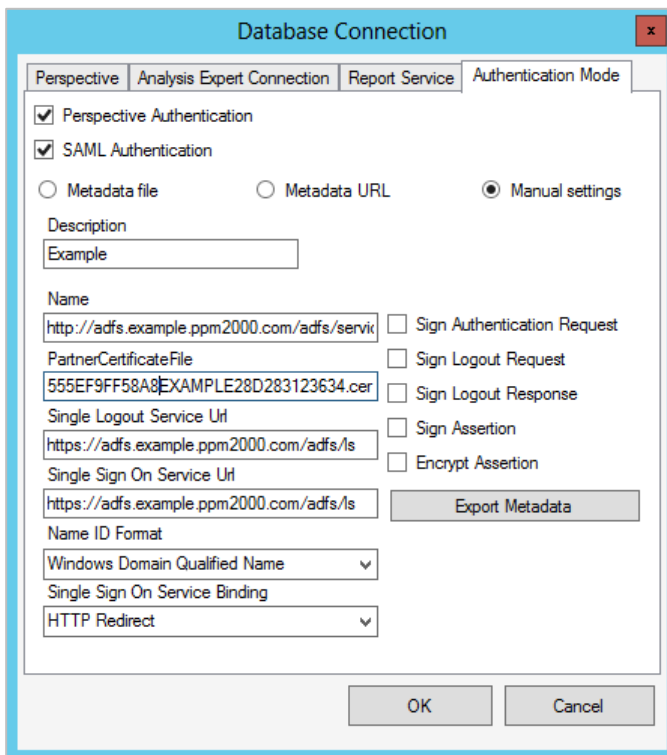 Database Connection
x
Perspective
Analysis Expert Connection
Report Service
Authentication Mode
Perspective Authentication
SAML Authentication
Metadata file
Metadata URL
Manual settings
Description
Example
Name
http://adfs.example.ppm2000.com/adfs/servic
Sign Authentication Request
PartnerCertificateFile
Sign Logout Request
555EF9FF58A8EXAMPLE28D283123634.cer
Sign Logout Response
Single Logout Service Url
https://adfs.example.ppm2000.com/adfs/ls
Sign Assertion
Single Sign On Service Url
Encrypt Assertion
https://adfs.example.ppm2000.com/adfs/ls
Export Metadata
Name ID Format
Windows Domain Qualified Name
Single Sign On Service Binding
HTTP Redirect
OK
Cancel